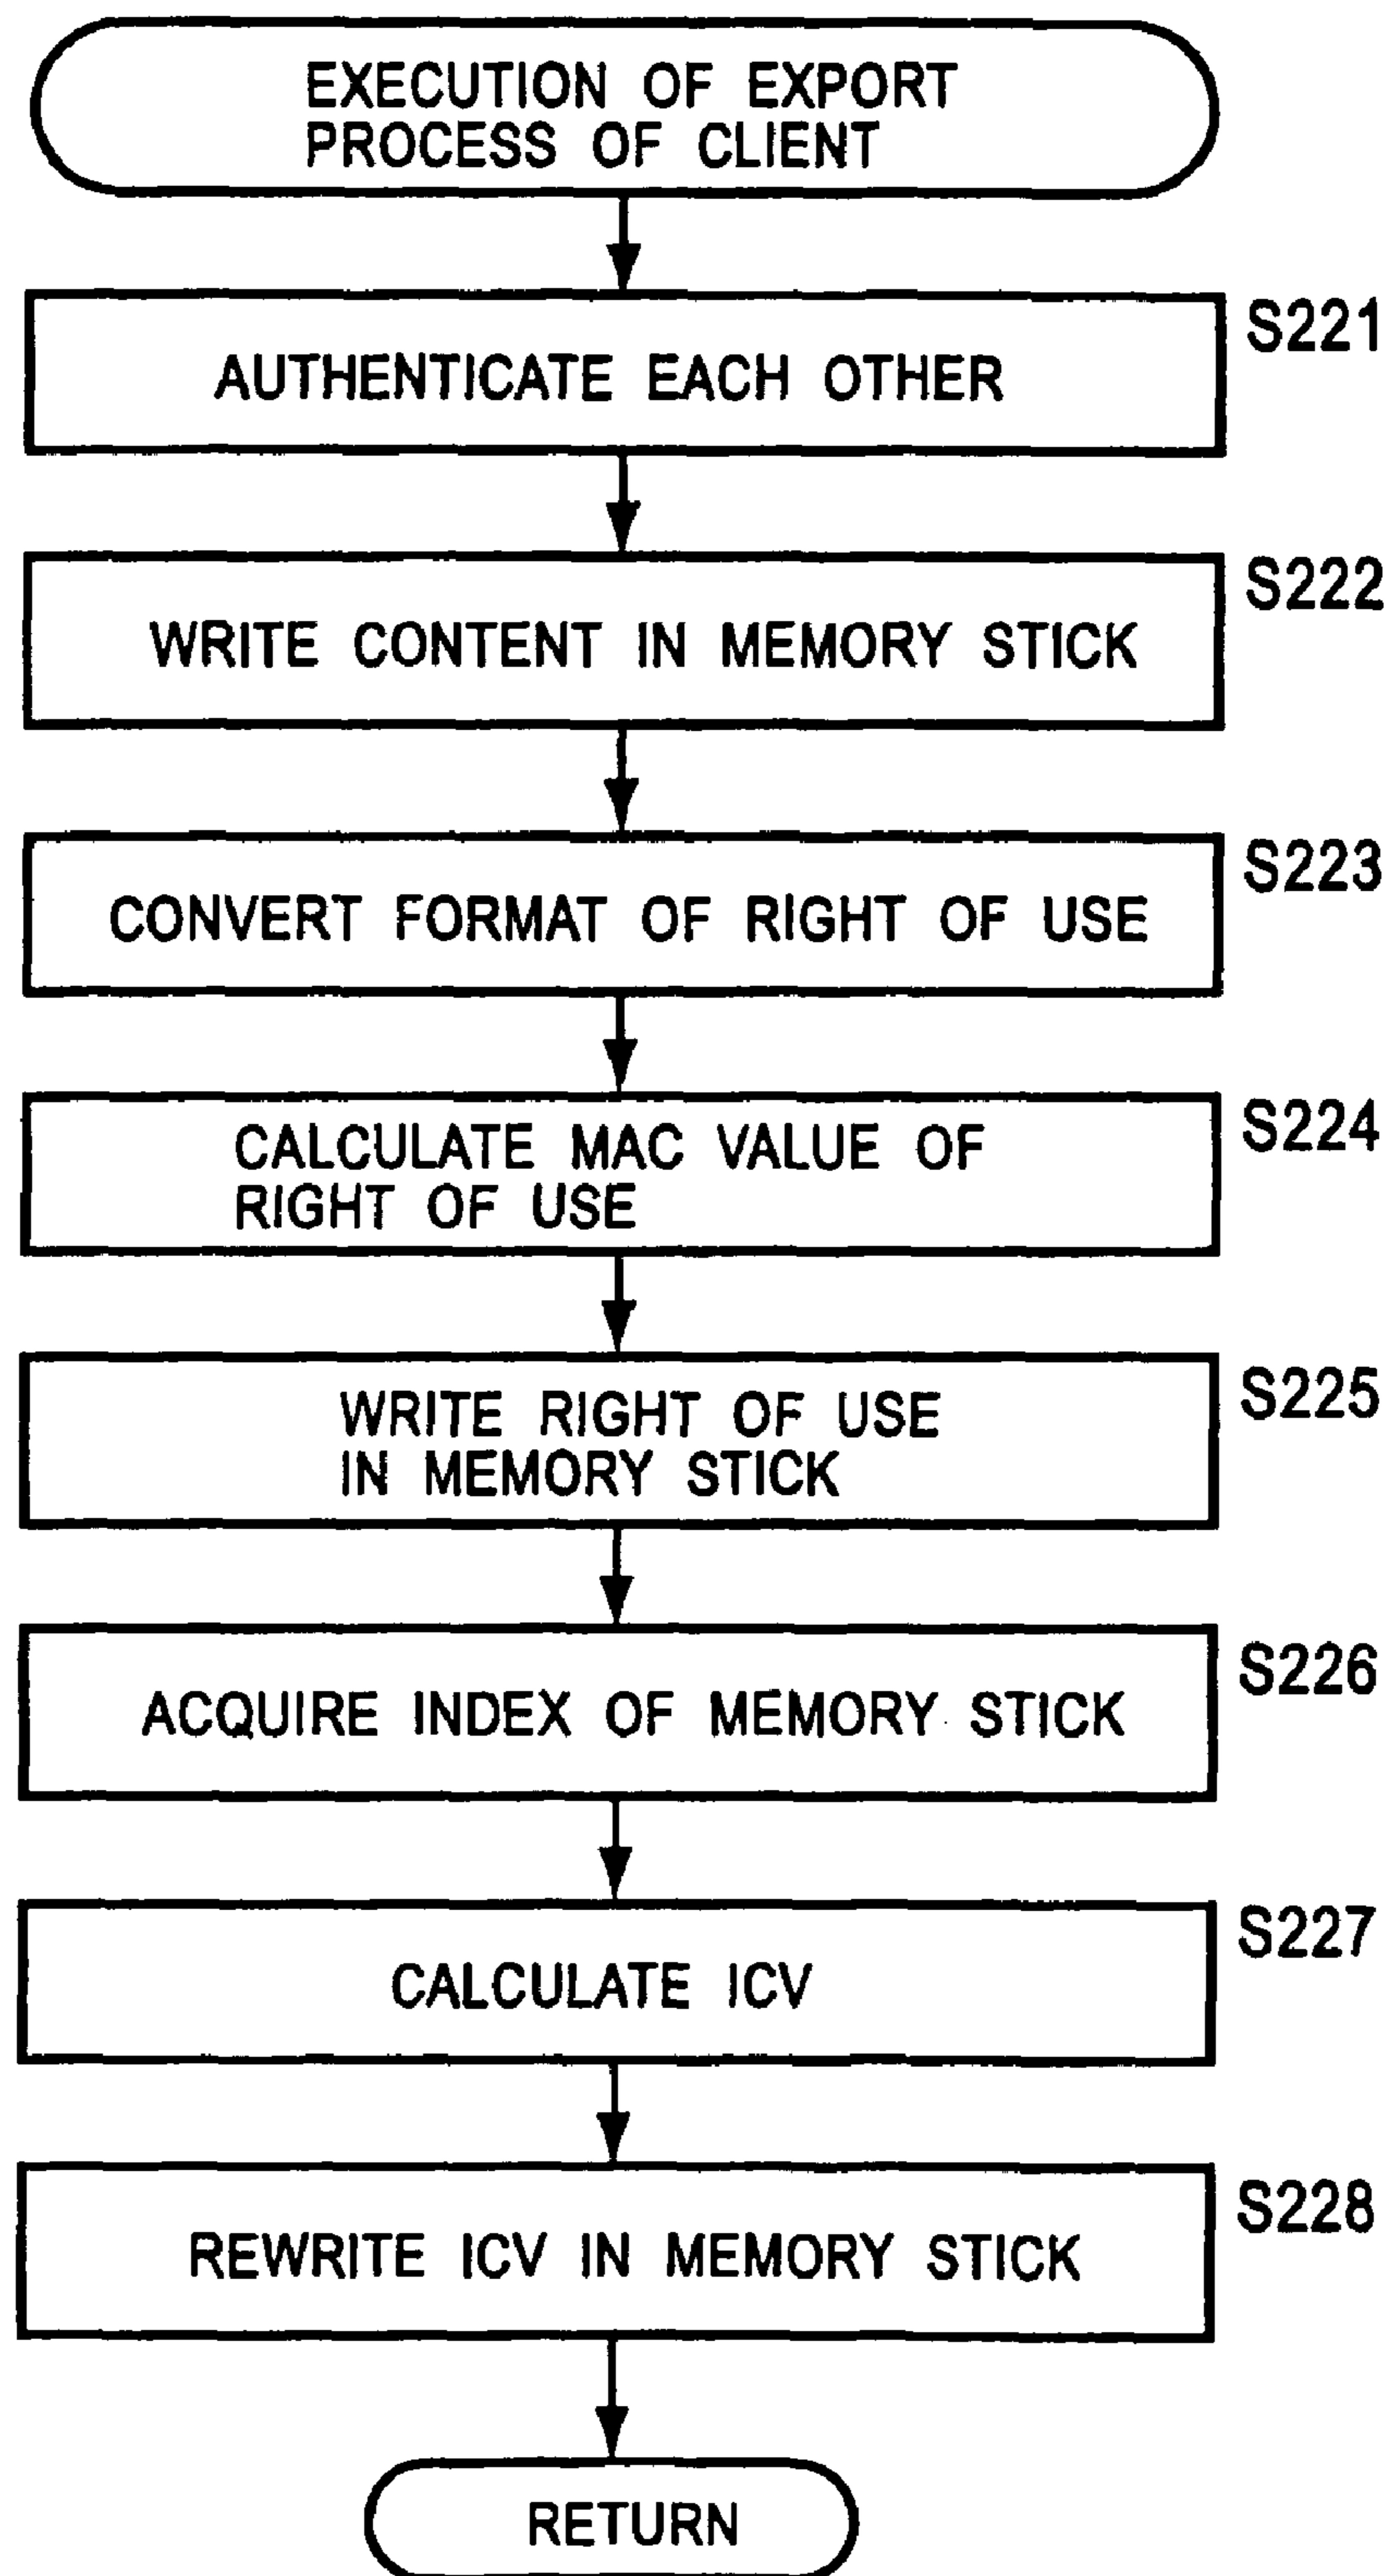 EXECUTION OF EXPORT
PROCESS OF CLIENT
S221
AUTHENTICATE EACH OTHER
S222
WRITE CONTENT IN MEMORY STICK
S223
CONVERT FORMAT OF RIGHT OF USE
S224
CALCULATE MAC VALUE OF
RIGHT OF USE
S225
WRITE RIGHT OF USE
IN MEMORY STICK
S226
ACQUIRE INDEX OF MEMORY STICK
S227
CALCULATE ICV
S228
REWRITE ICV IN MEMORY STICK
RETURN